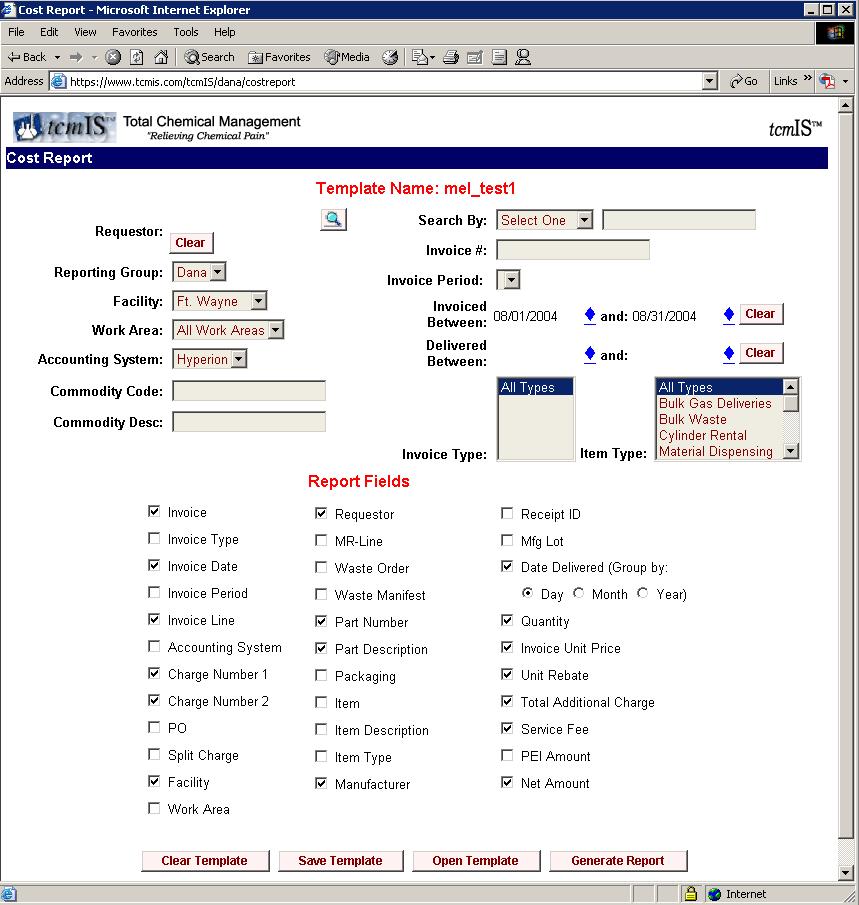 Cost Report - Microsoft Internet Explorer
File Edit View Favorites Tools Help
Back Search Favorites Media
Address https://www.tcmis.com/tcmIS/dana/costreport Go Links »
tcmIS™ Total Chemical Management
"Relieving Chemical Pain"
tcmIS™
Cost Report
Template Name: mel_test1
Requestor: Clear
Reporting Group: Dana
Facility: Ft. Wayne
Work Area: All Work Areas
Accounting System: Hyperion
Commodity Code:
Commodity Desc:
Search By: Select One
Invoice #:
Invoice Period:
Invoiced
Between: 08/01/2004 and: 08/31/2004 Clear
Delivered
Between: and: Clear
Invoice Type: All Types
Item Type: All Types
Bulk Gas Deliveries
Bulk Waste
Cylinder Rental
Material Dispensing
Report Fields
Invoice
Invoice Type
Invoice Date
Invoice Period
Invoice Line
Accounting System
Charge Number 1
Charge Number 2
PO
Split Charge
Facility
Work Area
Requestor
MR-Line
Waste Order
Waste Manifest
Part Number
Part Description
Packaging
Item
Item Description
Item Type
Manufacturer
Receipt ID
Mfg Lot
Date Delivered (Group by:
Day Month Year)
Quantity
Invoice Unit Price
Unit Rebate
Total Additional Charge
Service Fee
PEI Amount
Net Amount
Clear Template Save Template Open Template Generate Report
Internet